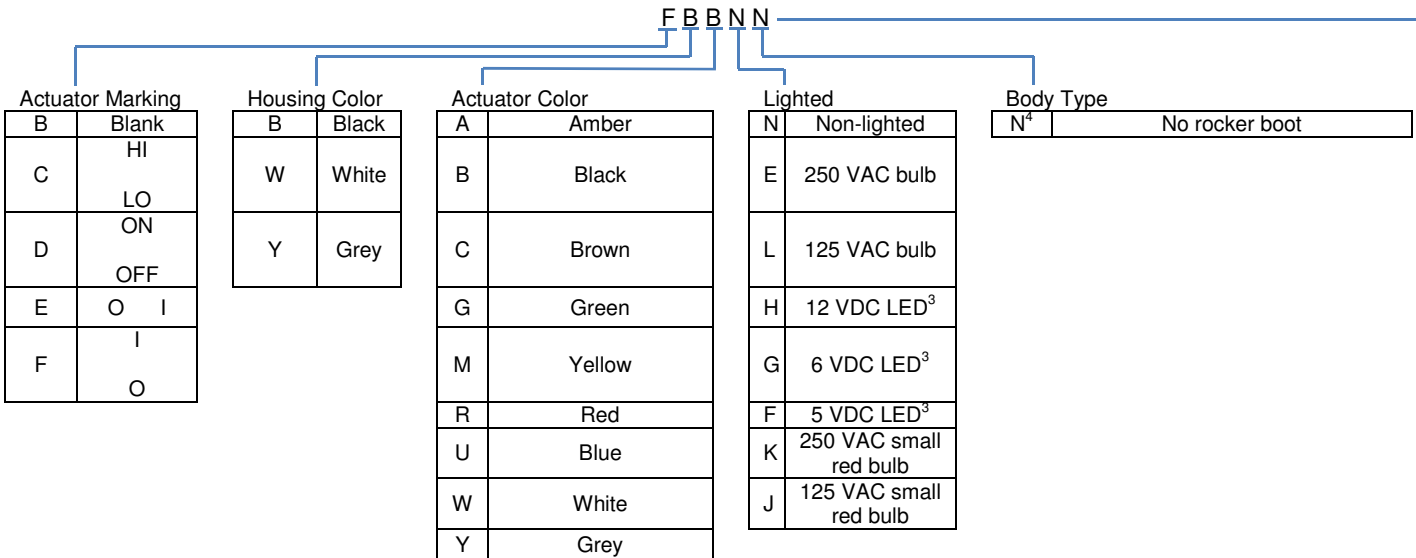 F B B N N
Actuator Marking
B Blank
C HI
LO
D ON
OFF
E O I
F I
O
Housing Color
B Black
W White
Y Grey
Actuator Color
A Amber
B Black
C Brown
G Green
M Yellow
R Red
U Blue
W White
Y Grey
Lighted
N Non-lighted
E 250 VAC bulb
L 125 VAC bulb
H 12 VDC LED³
G 6 VDC LED³
F 5 VDC LED³
K 250 VAC small
red bulb
J 125 VAC small
red bulb
Body Type
N⁴ No rocker boot